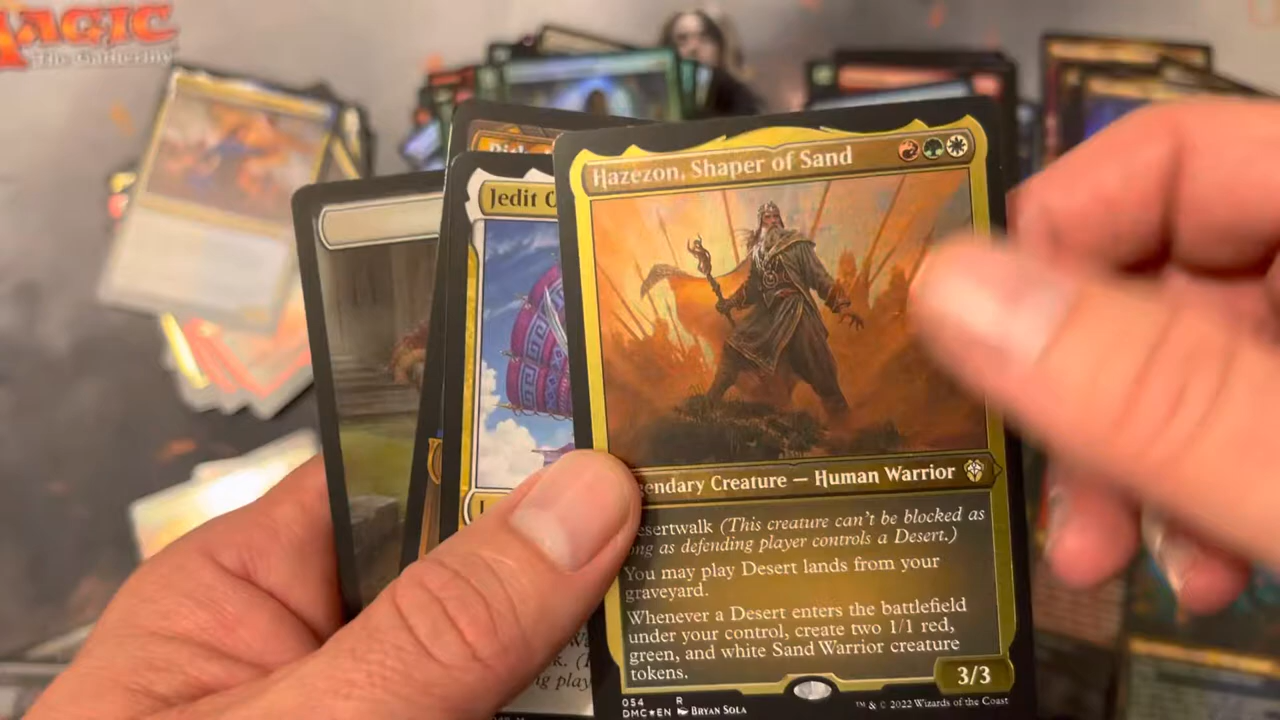 MAGIC
The Gathering
Hazezon, Shaper of Sand
Jedit O
endary Creature — Human Warrior
esertwalk (This creature can't be blocked as
ng as defending player controls a Desert.)
You may play Desert lands from your
graveyard.
Whenever a Desert enters the battlefield
under your control, create two 1/1 red,
green, and white Sand Warrior creature
tokens.
3/3
054 R
DMC★EN BRYAN SOLA
™ & © 2022 Wizards of the Coast
ng play